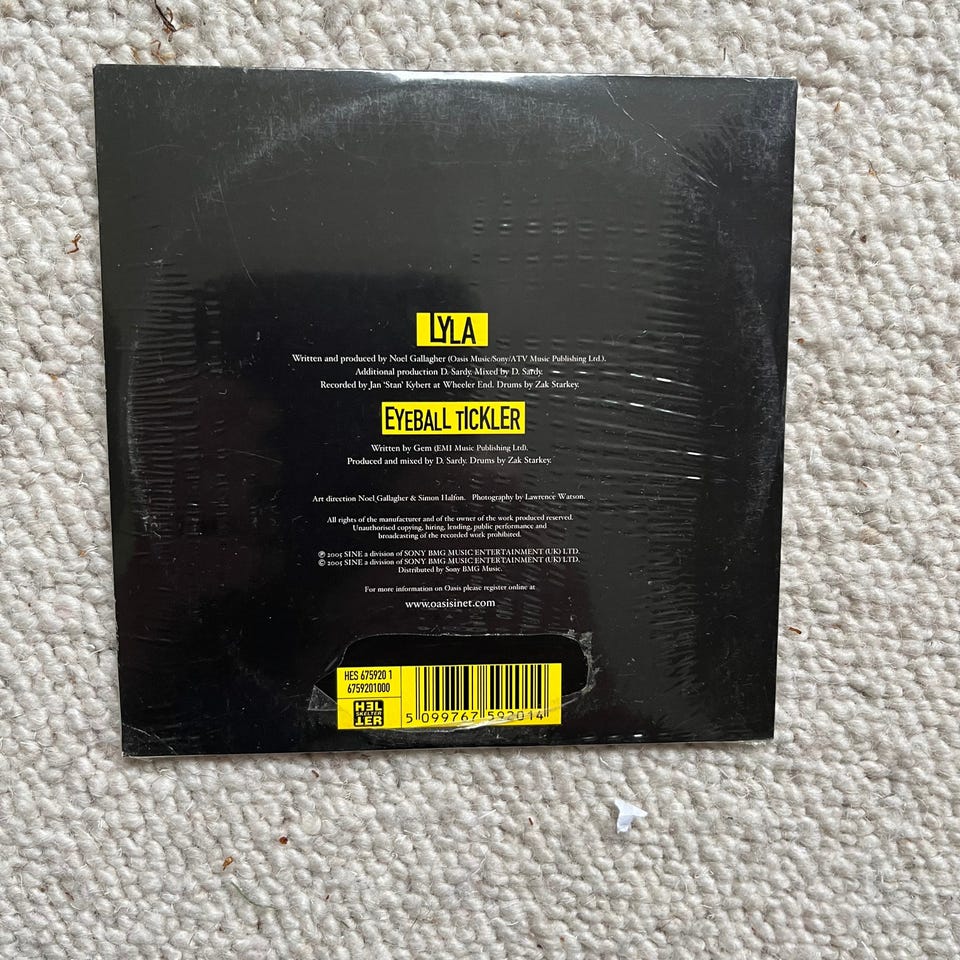 LYLA
Written and produced by Noel Gallagher (Oasis Music/Sony/ATV Music Publishing Ltd.).
Additional production D. Sardy. Mixed by D. Sardy.
Recorded by Jan 'Stan' Kybert at Wheeler End. Drums by Zak Starkey.
EYEBALL TICKLER
Written by Gem (EMI Music Publishing Ltd).
Produced and mixed by D. Sardy. Drums by Zak Starkey.
Art direction Noel Gallagher & Simon Halfon. Photography by Lawrence Watson.
All rights of the manufacturer and of the owner of the work produced reserved.
Unauthorised copying, hiring, lending, public performance and
broadcasting of the recorded work prohibited.
℗ 2005 SINE a division of SONY BMG MUSIC ENTERTAINMENT (UK) LTD.
© 2005 SINE a division of SONY BMG MUSIC ENTERTAINMENT (UK) LTD.
Distributed by Sony BMG Music.
For more information on Oasis please register online at
www.oasisinet.com
HES 675920 1
6759201000
HEL
SKELTER
TER
5 099767 592014